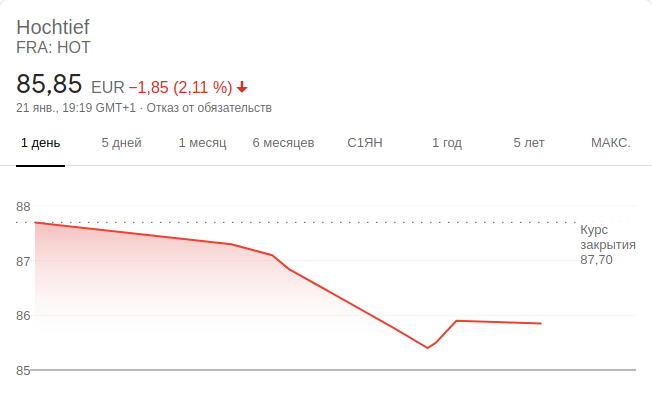 Hochtief
FRA: HOT
85,85 EUR −1,85 (2,11 %)
21 янв., 19:19 GMT+1 · Отказ от обязательств
1 день 5 дней 1 месяц 6 месяцев С1ЯН 1 год 5 лет МАКС.
88
Курс
закрытия
87,70
87
86
85